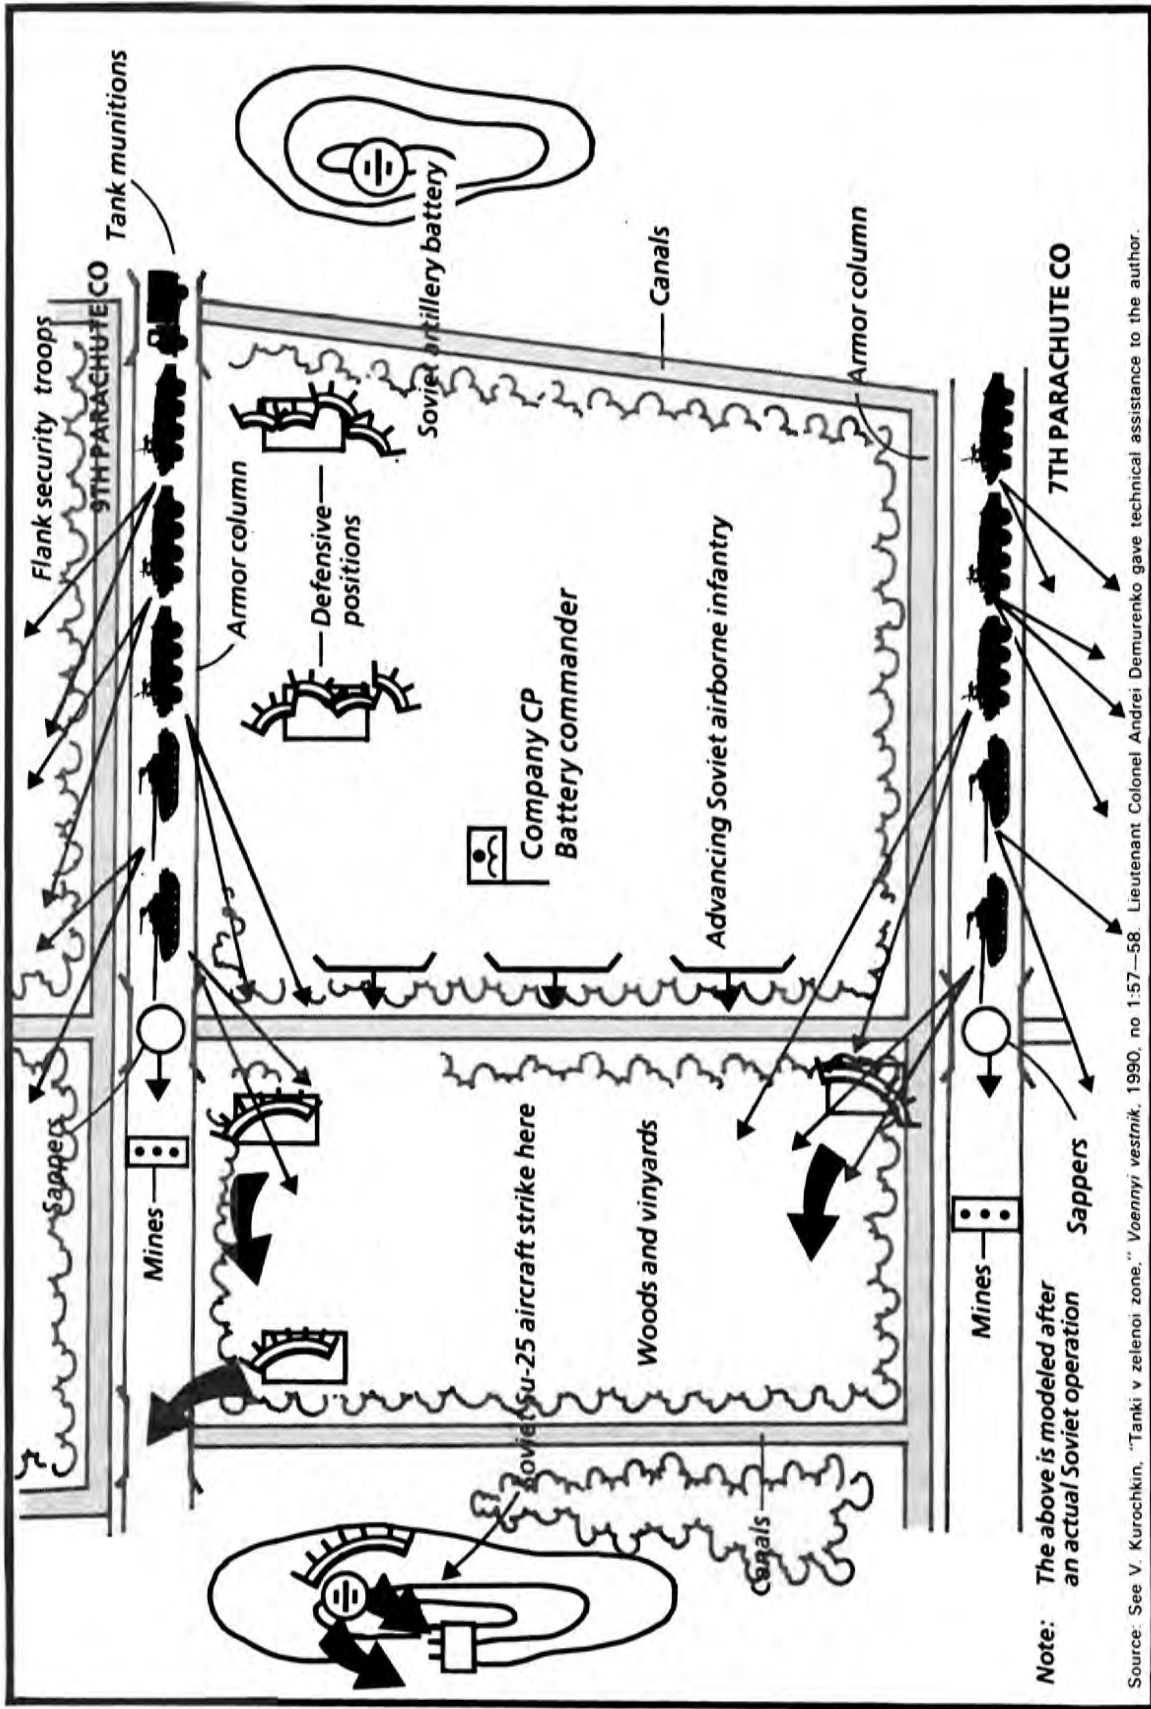 Flank security troops
9TH PARACHUTE CO
Tank munitions
Sappers
Mines
Armor column
Defensive
positions
Soviet artillery battery
Company CP
Battery commander
Canals
Soviet Su-25 aircraft strike here
Woods and vinyards
Advancing Soviet airborne infantry
Armor column
Canals
Mines
Sappers
7TH PARACHUTE CO
Note: The above is modeled after
an actual Soviet operation
Source: See V. Kurochkin, "Tanki v zelenoi zone," Voennyi vestnik, 1990, no 1:57—58. Lieutenant Colonel Andrei Demurenko gave technical assistance to the author.